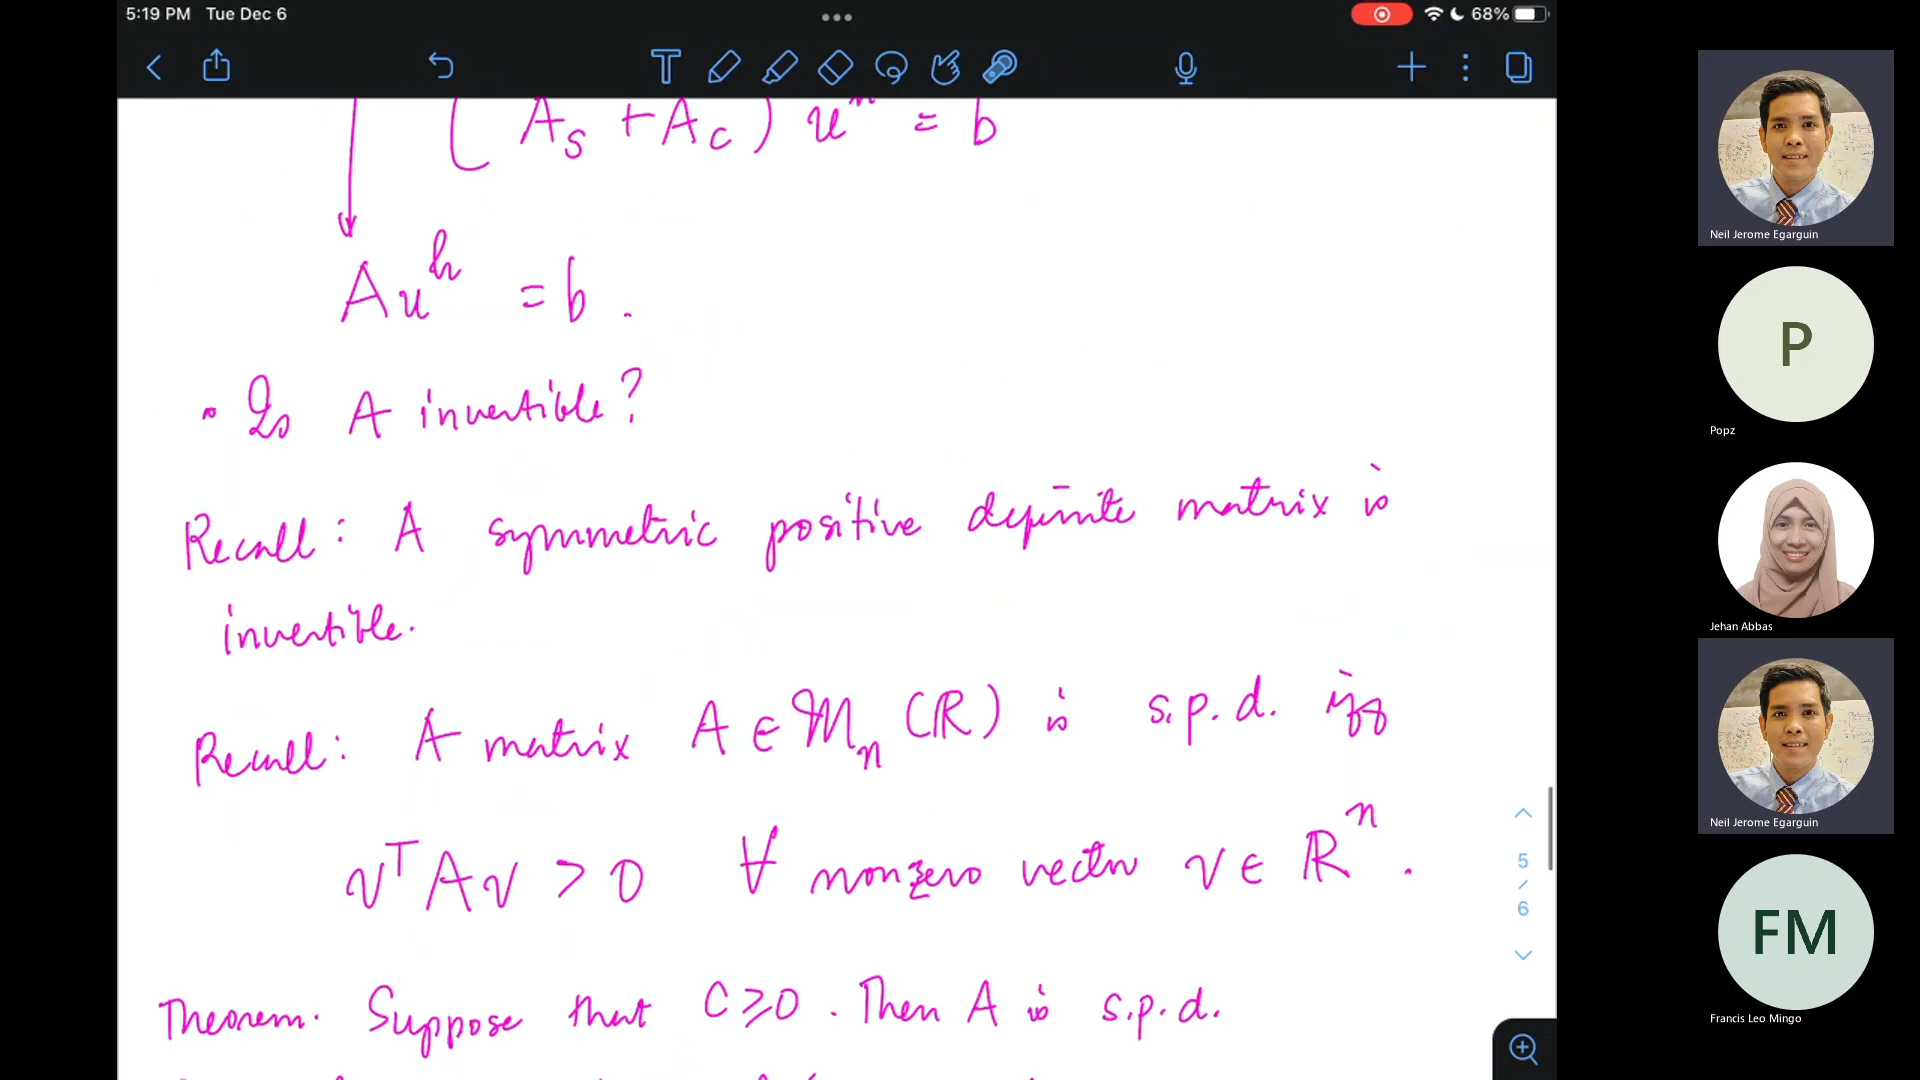 5:19 PM Tue Dec 6
68%
(A_S + A_C) u^h = b
A u^h = b.
• Is A invertible?
Recall: A symmetric positive definite matrix is
invertible.
Recall: A matrix A ∈ M_n (R) is s.p.d. iff
v^T A v > 0 ∀ nonzero vector v ∈ R^n.
Theorem. Suppose that C ≥ 0. Then A is s.p.d.
5
/
6
Neil Jerome Egarguin
P
Popz
Jehan Abbas
Neil Jerome Egarguin
FM
Francis Leo Mingo